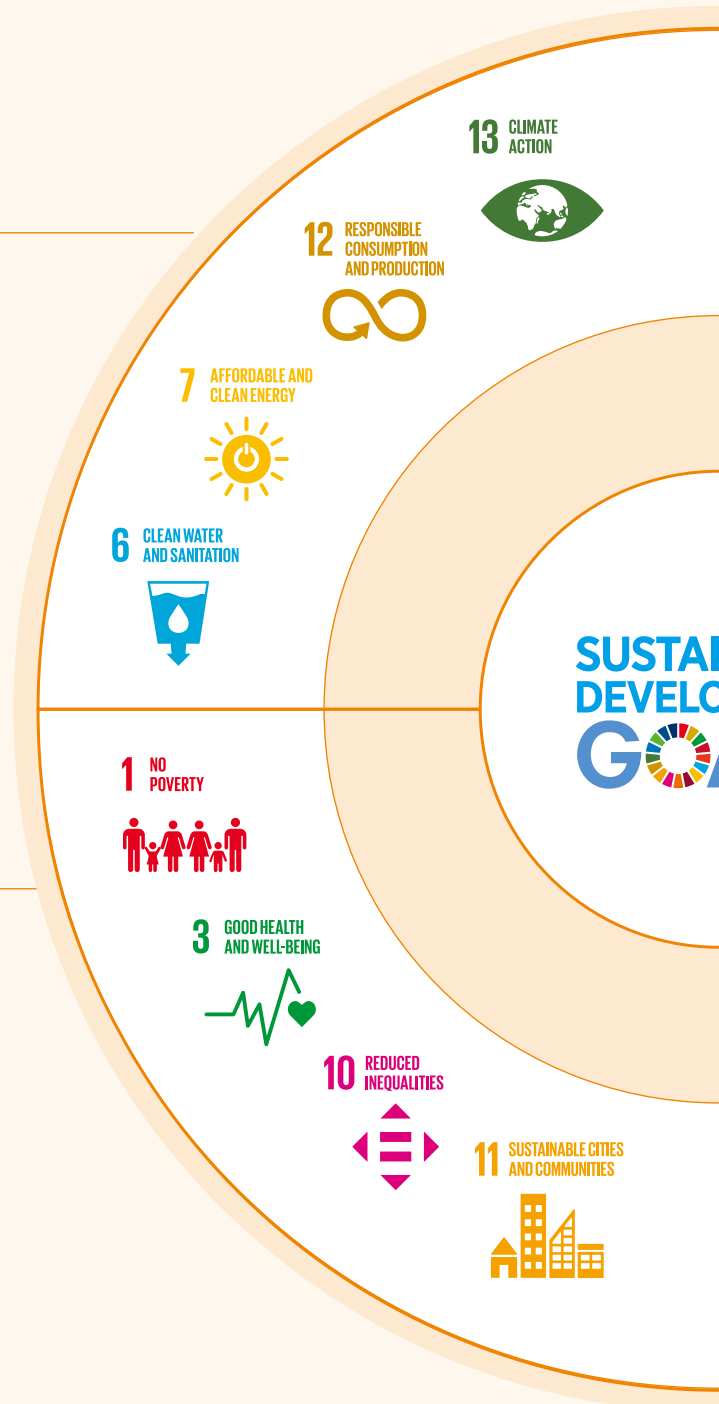 13 CLIMATE
ACTION
12 RESPONSIBLE
CONSUMPTION
AND PRODUCTION
7 AFFORDABLE AND
CLEAN ENERGY
6 CLEAN WATER
AND SANITATION
SUSTAI
DEVELO
GO
1 NO
POVERTY
3 GOOD HEALTH
AND WELL-BEING
10 REDUCED
INEQUALITIES
11 SUSTAINABLE CITIES
AND COMMUNITIES